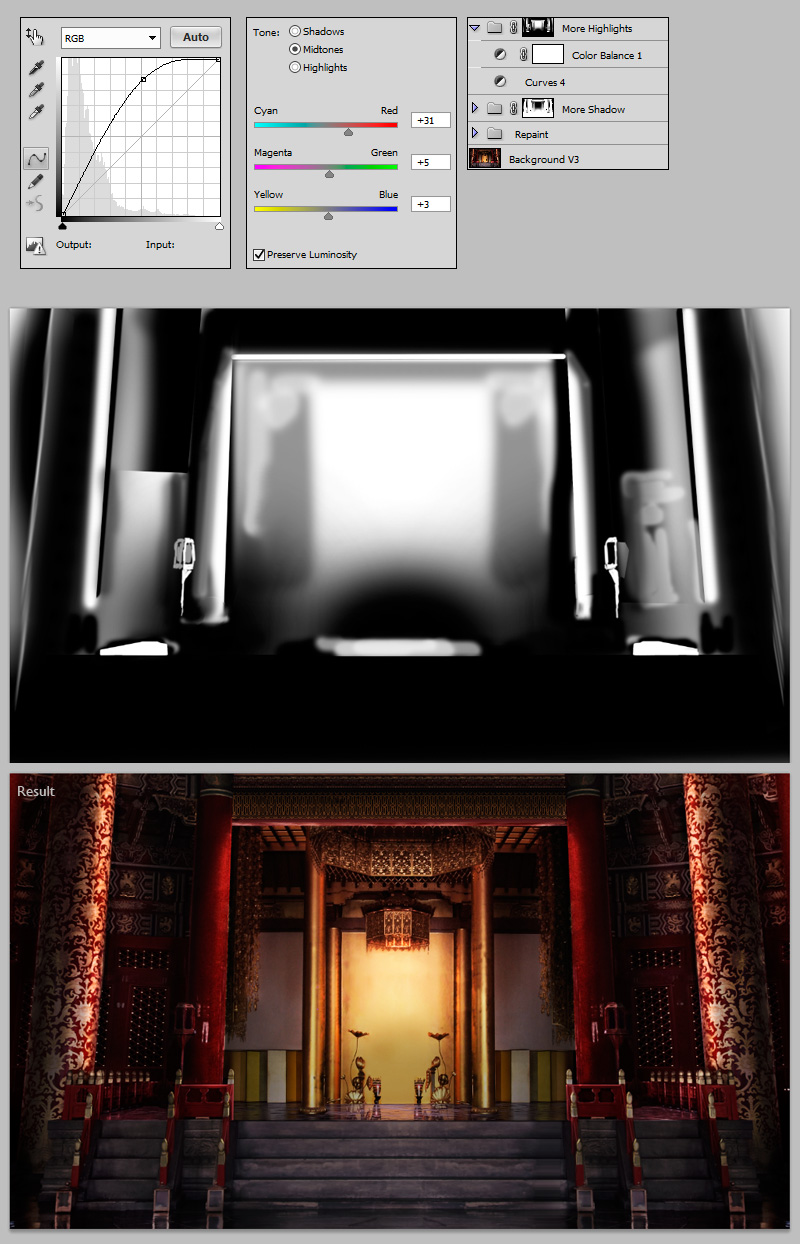 RGB
Auto
Output:
Input:
Tone:
Shadows
Midtones
Highlights
Cyan
Red
+31
Magenta
Green
+5
Yellow
Blue
+3
Preserve Luminosity
More Highlights
Color Balance 1
Curves 4
More Shadow
Repaint
Background V3
Result